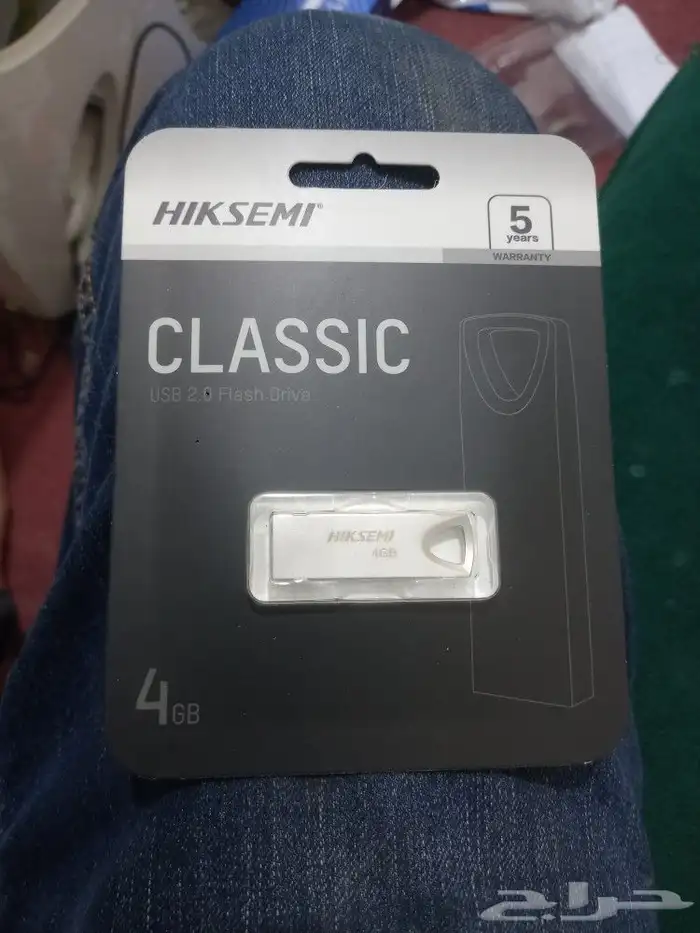 HIKSEMI®
5
years
WARRANTY
CLASSIC
USB 2.0 Flash Drive
HIKSEMI
4GB
4GB
حراج